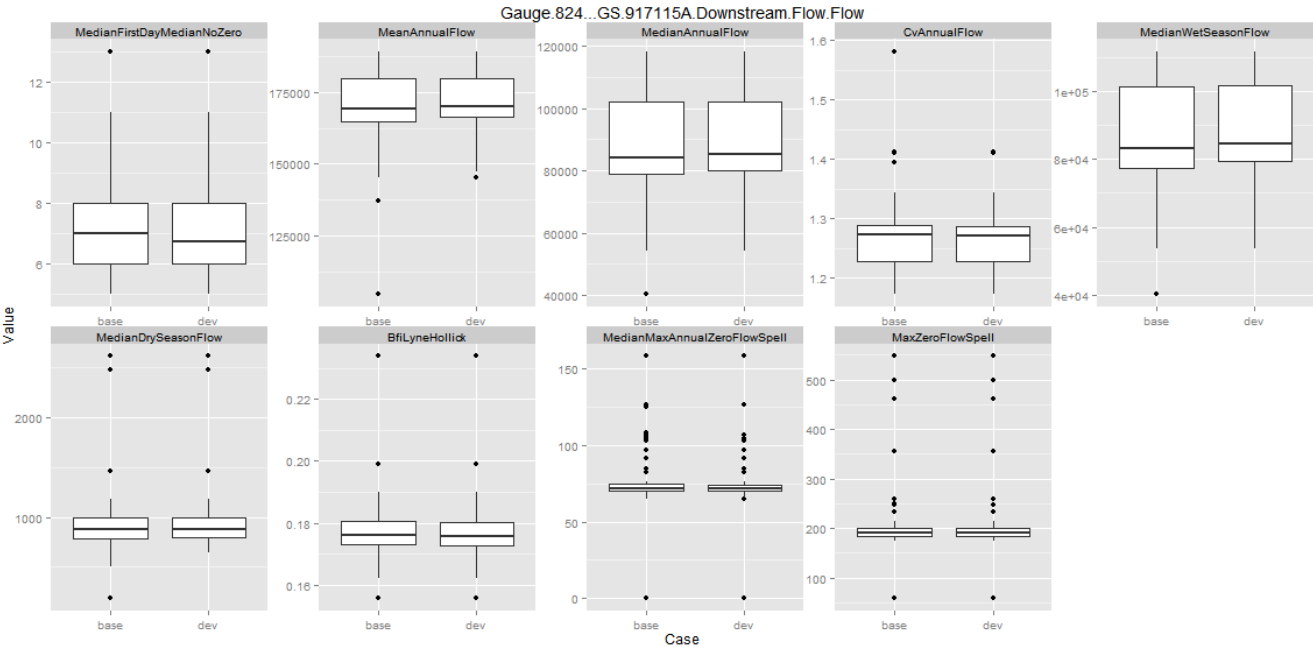 Gauge.824...GS.917115A.Downstream.Flow.Flow
MedianFirstDayMedianNoZero
12
10
8
6
base
dev
MeanAnnualFlow
175000
150000
125000
base
dev
MedianAnnualFlow
120000
100000
80000
60000
40000
base
dev
CvAnnualFlow
1.6
1.5
1.4
1.3
1.2
base
dev
MedianWetSeasonFlow
1e+05
8e+04
6e+04
4e+04
base
dev
Value
MedianDrySeasonFlow
2000
1000
base
dev
BfiLyneHollick
0.22
0.20
0.18
0.16
base
dev
MedianMaxAnnualZeroFlowSpell
150
100
50
0
base
dev
MaxZeroFlowSpell
500
400
300
200
100
base
dev
Case